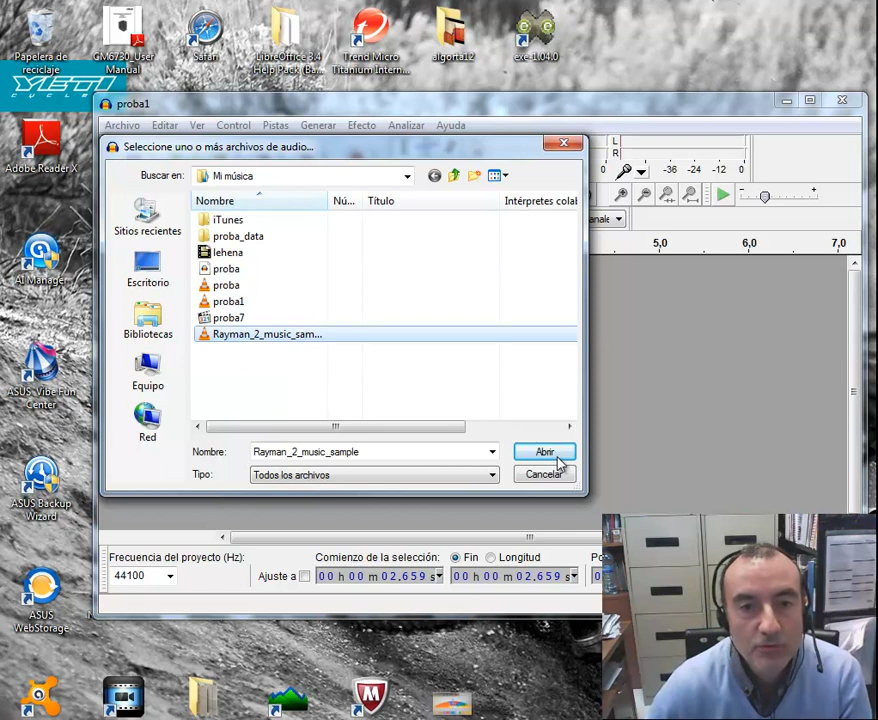 Papelera de reciclaje
CM6730_User Manual
Safari
LibreOffice 3.4 Help Pack (Ba...
Trend Micro Titanium Intern...
algorta12
exe-1.04.0
YETI
CYCLES
Adobe Reader X
AI Manager
ASUS Vibe Fun Center
ASUS Backup Wizard
ASUS WebStorage
proba1
Archivo Editar Ver Control Pistas Generar Efecto Analizar Ayuda
Seleccione uno o más archivos de audio...
Buscar en: Mi música
Nombre Nú... Título Intérpretes colab
Sitios recientes
Escritorio
Bibliotecas
Equipo
Red
iTunes
proba_data
lehena
proba
proba
proba1
proba7
Rayman_2_music_sam...
Nombre: Rayman_2_music_sample Abrir
Tipo: Todos los archivos Cancelar
L
R
0 -36 -24 -12 0
5,0 6,0 7,0
Frecuencia del proyecto (Hz): Comienzo de la selección: Fin Longitud
44100 Ajuste a 00 h 00 m 02.659 s 00 h 00 m 02.659 s